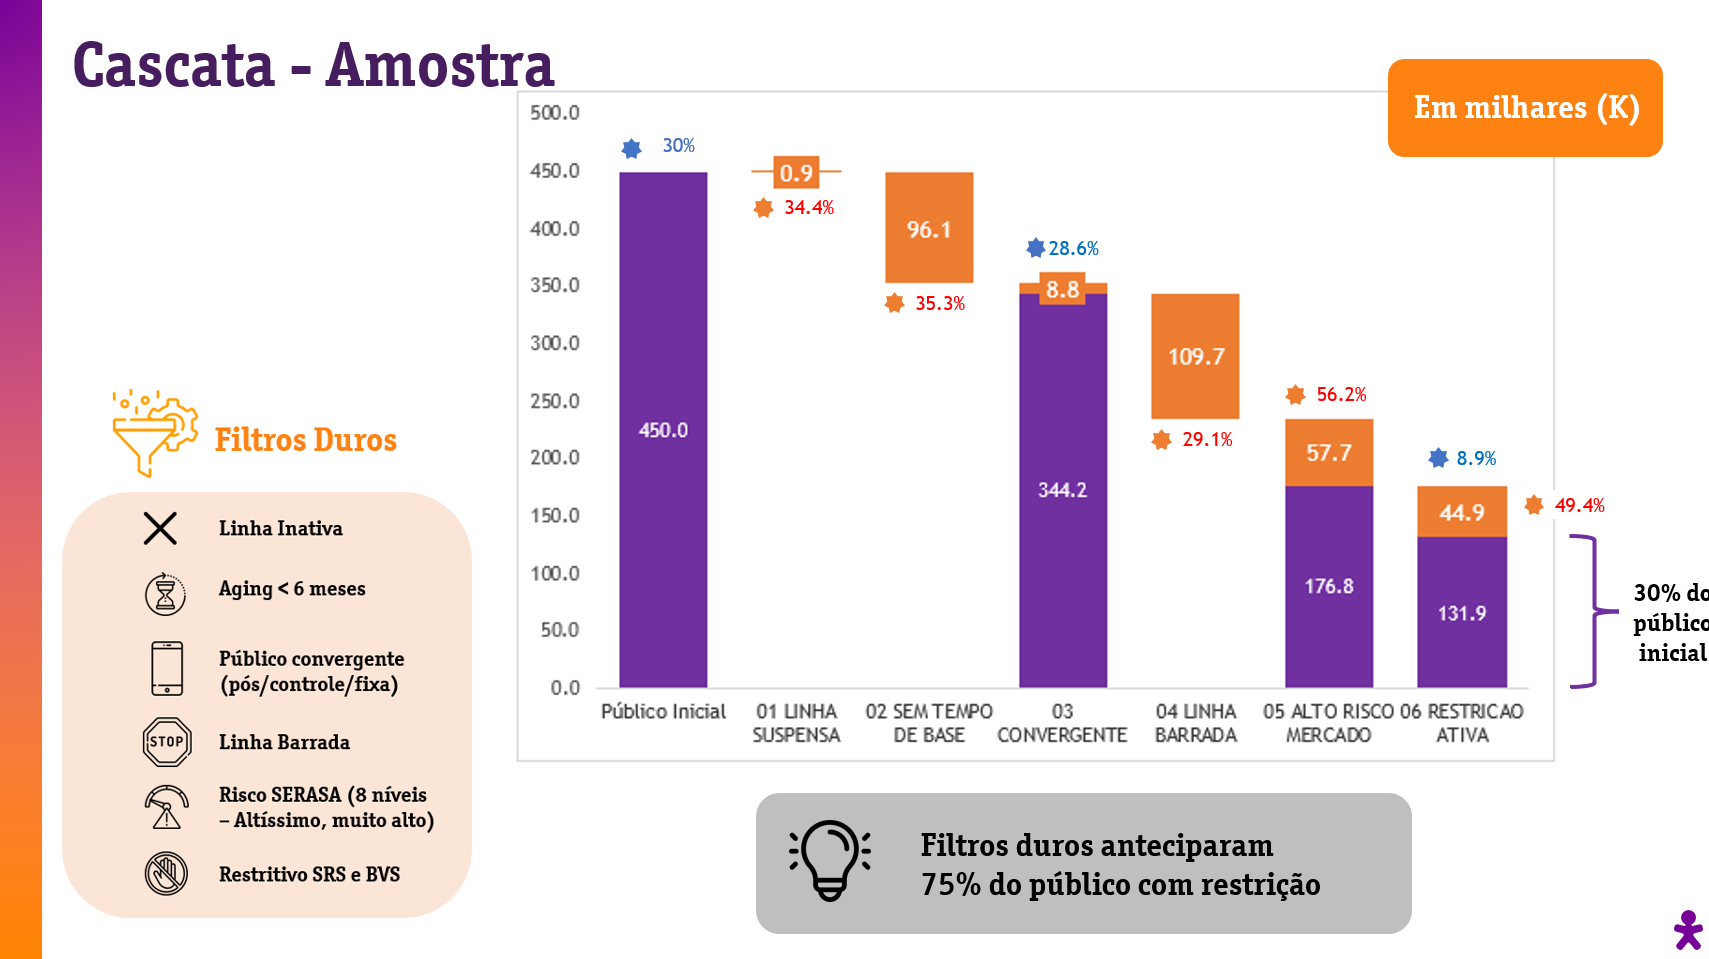 Cascata - Amostra
Em milhares (K)
500.0
450.0
400.0
350.0
300.0
250.0
200.0
150.0
100.0
50.0
0.0
30%
450.0
0.9
34.4%
96.1
35.3%
28.6%
8.8
344.2
109.7
29.1%
56.2%
57.7
176.8
8.9%
44.9
49.4%
131.9
Público Inicial
01 LINHA
SUSPENSA
02 SEM TEMPO
DE BASE
03
CONVERGENTE
04 LINHA
BARRADA
05 ALTO RISCO
MERCADO
06 RESTRICAO
ATIVA
30% do
público
inicial
Filtros Duros
Linha Inativa
Aging < 6 meses
Público convergente
(pós/controle/fixa)
STOP
Linha Barrada
Risco SERASA (8 níveis
– Altíssimo, muito alto)
Restritivo SRS e BVS
Filtros duros anteciparam
75% do público com restrição